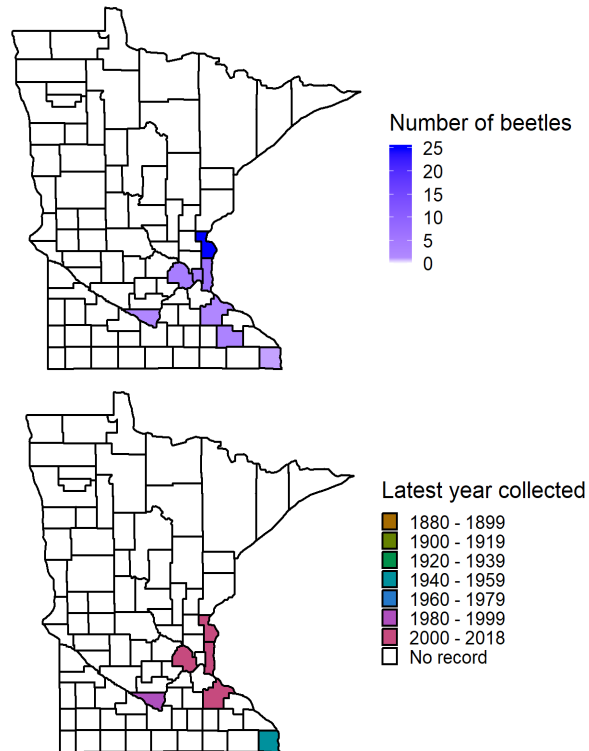 Number of beetles
25
20
15
10
5
0
Latest year collected
1880 - 1899
1900 - 1919
1920 - 1939
1940 - 1959
1960 - 1979
1980 - 1999
2000 - 2018
No record